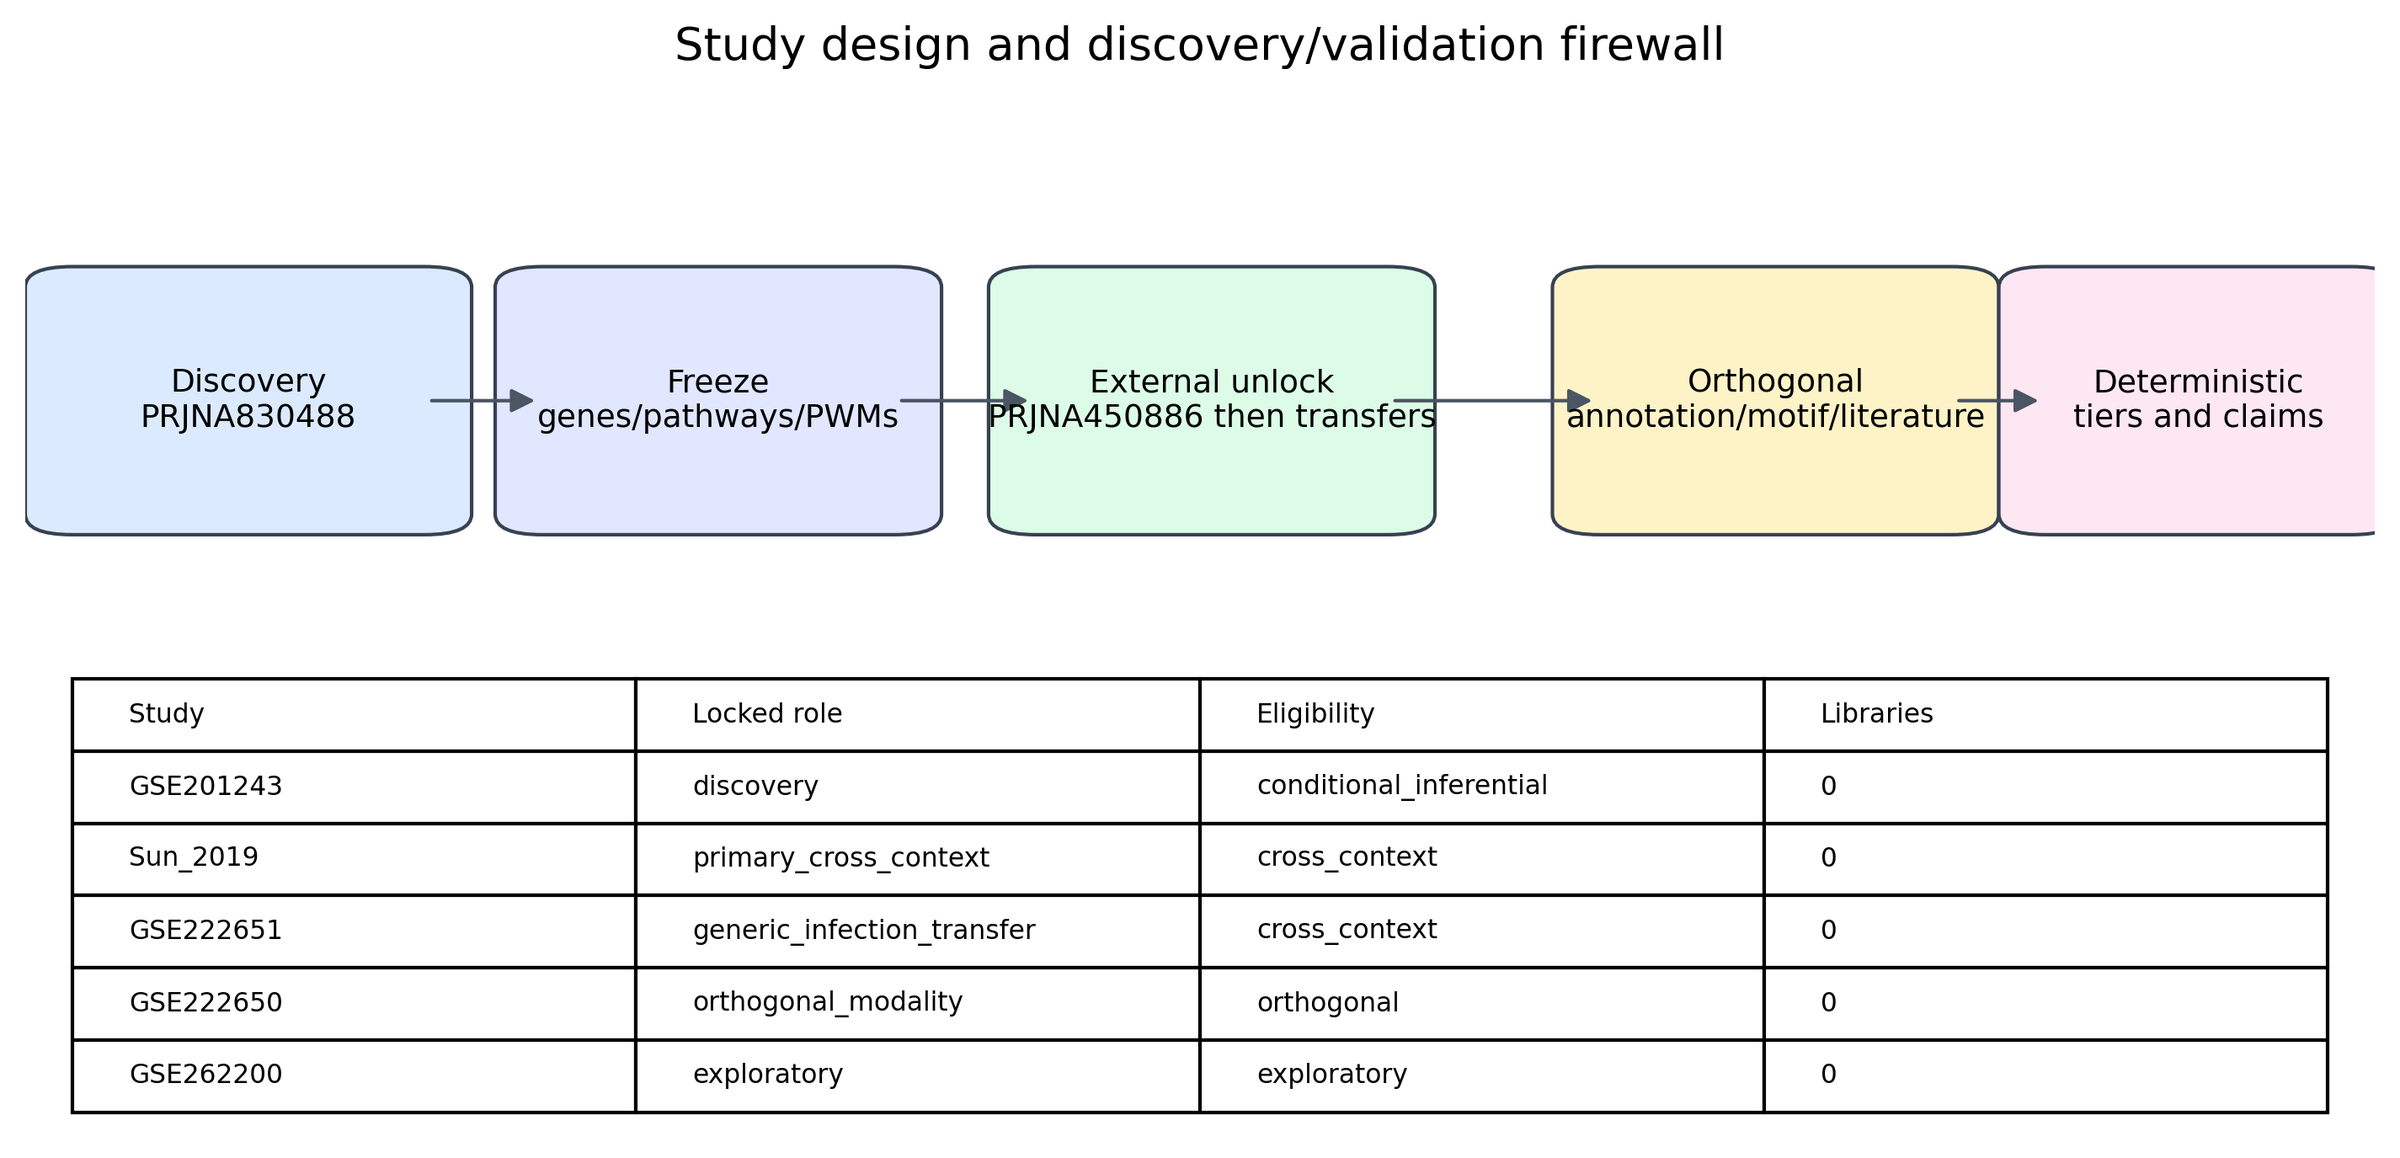 Study design and discovery/validation firewall
Discovery
PRJNA830488
Freeze
genes/pathways/PWMs
External unlock
PRJNA450886 then transfers
Orthogonal
annotation/motif/literature
Deterministic
tiers and claims
Study Locked role Eligibility Libraries
GSE201243 discovery conditional_inferential 0
Sun_2019 primary_cross_context cross_context 0
GSE222651 generic_infection_transfer cross_context 0
GSE222650 orthogonal_modality orthogonal 0
GSE262200 exploratory exploratory 0